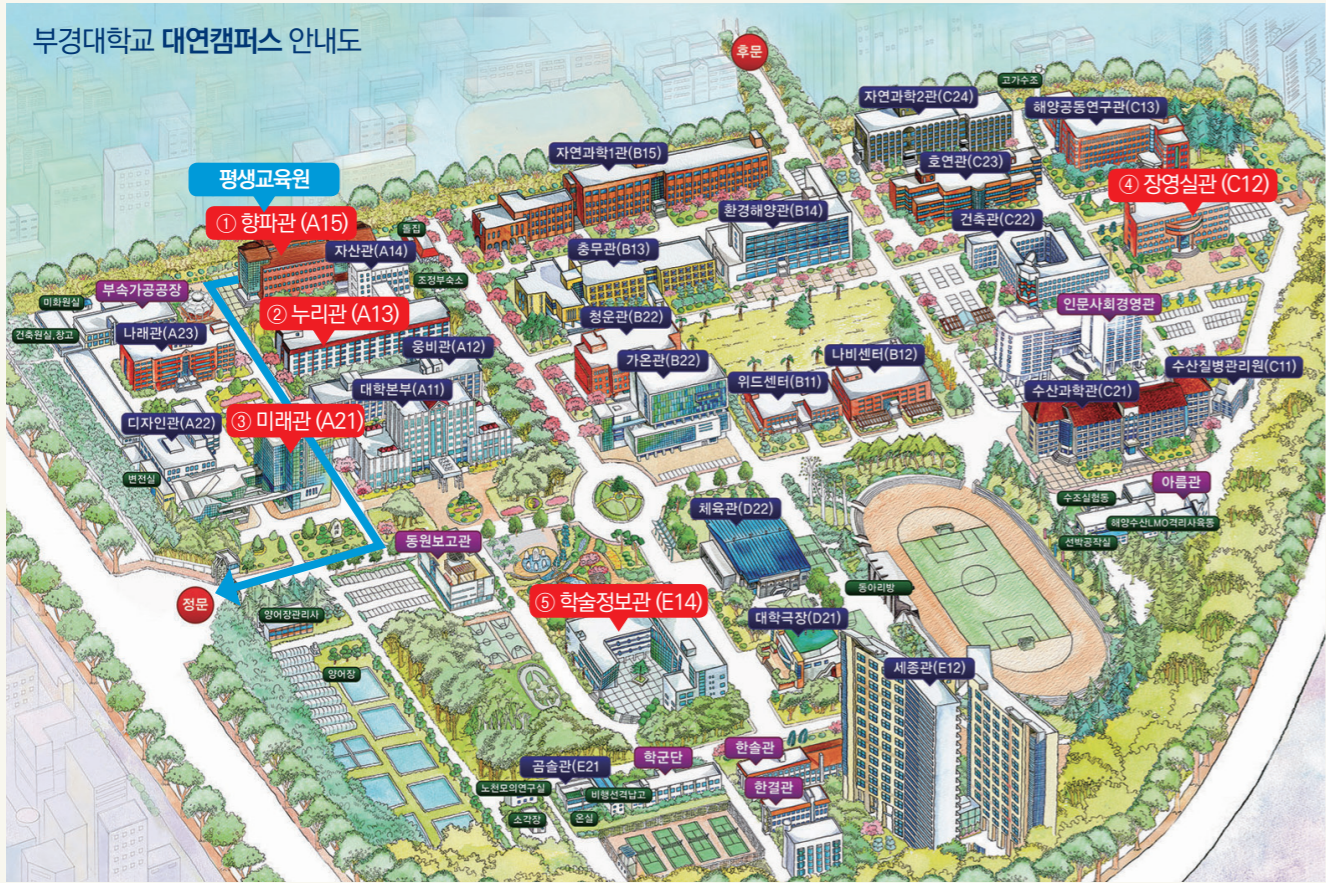 부경대학교 대연캠퍼스 안내도
후문
고가수조
자연과학2관(C24)
해양공동연구관(C13)
자연과학1관(B15)
호연관(C23)
평생교육원
④ 장영실관 (C12)
① 향파관 (A15)
환경해양관(B14)
건축관(C22)
돌집
자산관(A14)
충무관(B13)
조정부숙소
부속가공공장
미화원실
인문사회경영관
② 누리관 (A13)
청운관(B22)
건축원실,창고
나래관(A23)
웅비관(A12)
가온관(B22)
나비센터(B12)
수산질병관리원(C11)
위드센터(B11)
대학본부(A11)
수산과학관(C21)
디자인관(A22)
③ 미래관 (A21)
변전실
아름관
수조실험동
체육관(D22)
해양수산LMO격리사육동
동원보고관
선박공작실
동아리방
정문
⑤ 학술정보관 (E14)
양어장관리사
대학극장(D21)
세종관(E12)
양어장
한솔관
학군단
곰솔관(E21
노천모의연구실
비행선격납고
한결관
소각장
온실